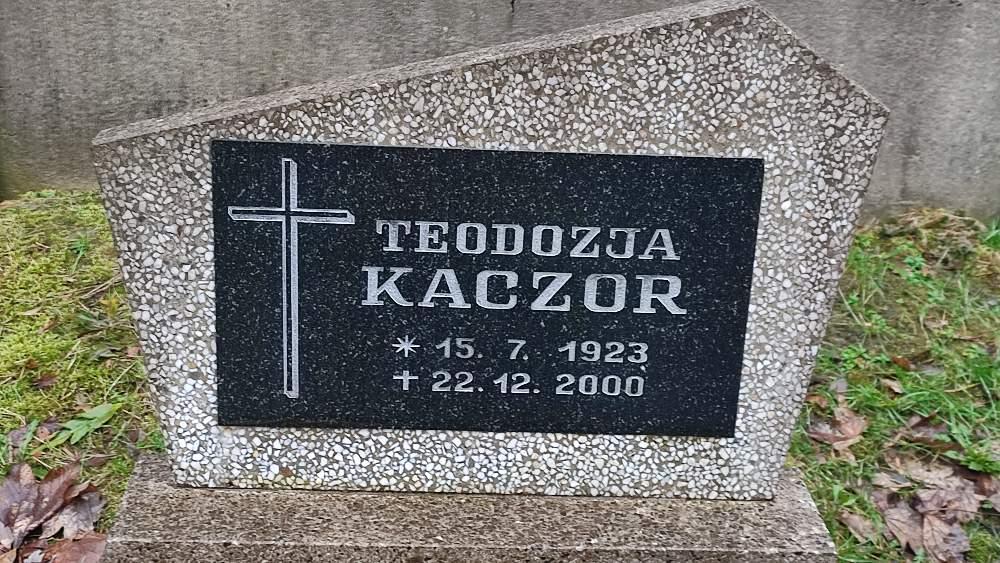 TEODOZJA
KACZOR
* 15. 7. 1923
+ 22. 12. 2000